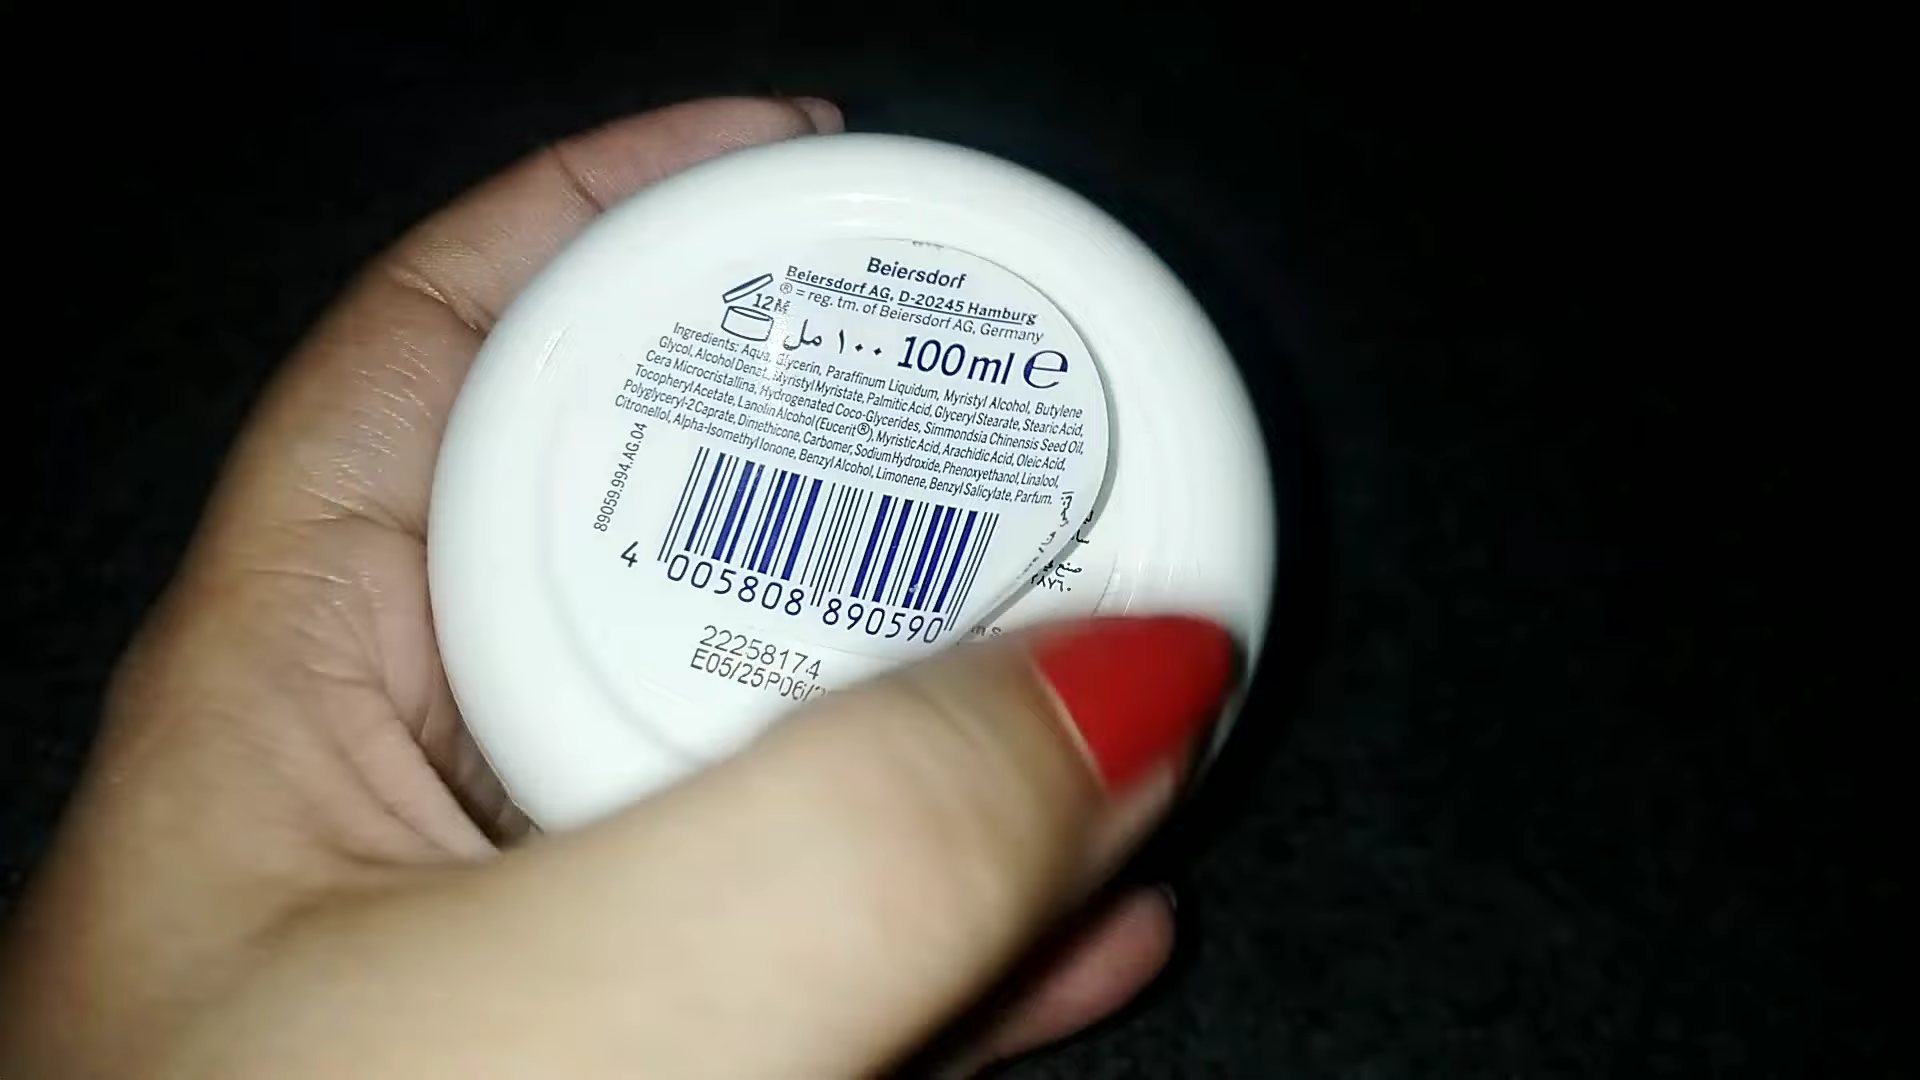 Beiersdorf
Beiersdorf AG, D-20245 Hamburg
® = reg. tm. of Beiersdorf AG, Germany
12M
١٠٠ مل 100 ml ℮
Ingredients: Aqua, Glycerin, Paraffinum Liquidum, Myristyl Alcohol, Butylene
Glycol, Alcohol Denat., Myristyl Myristate, Palmitic Acid, Glyceryl Stearate, Stearic Acid,
Cera Microcristallina, Hydrogenated Coco-Glycerides, Simmondsia Chinensis Seed Oil,
Tocopheryl Acetate, Lanolin Alcohol (Eucerit®), Myristic Acid, Arachidic Acid, Oleic Acid,
Polyglyceryl-2 Caprate, Dimethicone, Carbomer, Sodium Hydroxide, Phenoxyethanol, Linalool,
Citronellol, Alpha-Isomethyl Ionone, Benzyl Alcohol, Limonene, Benzyl Salicylate, Parfum.
89059.994.AG.04
4 005808 890590
22258174
E05/25P06/
صنع